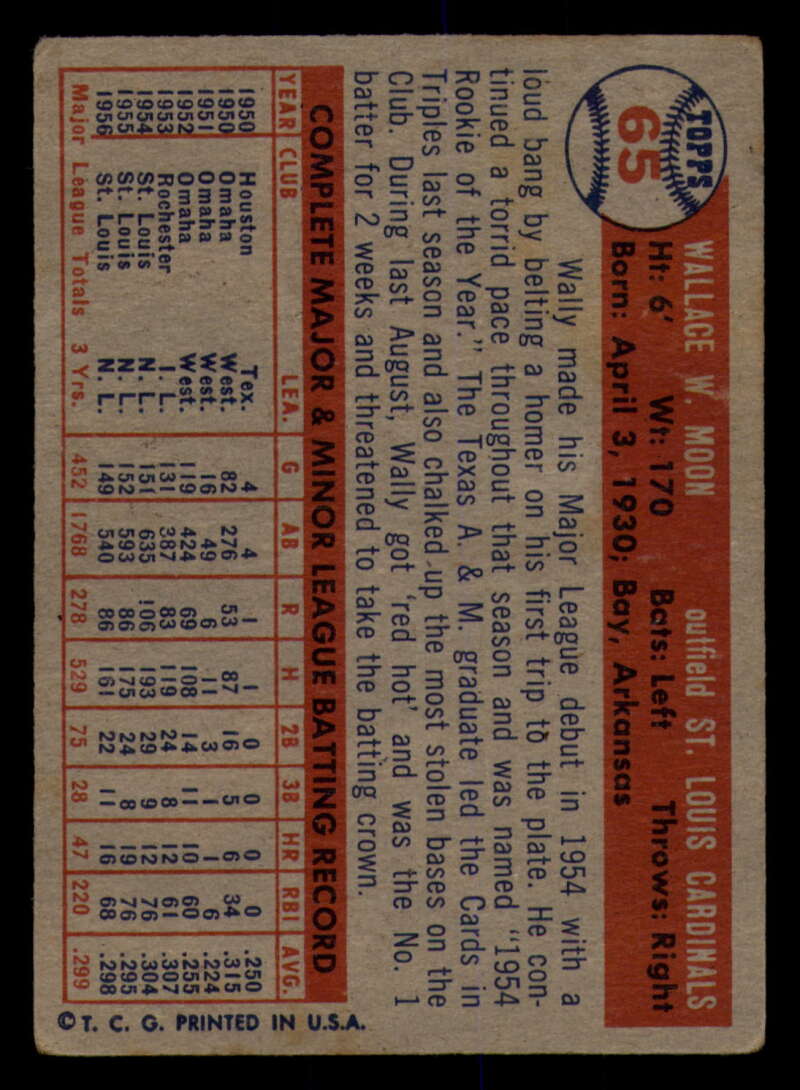 TOPPS
65
WALLACE W. MOON outfield ST. LOUIS CARDINALS
Ht: 6' Wt: 170 Bats: Left Throws: Right
Born: April 3, 1930; Bay, Arkansas
Wally made his Major League debut in 1954 with a
loud bang by belting a homer on his first trip to the plate. He con-
tinued a torrid pace throughout that season and was named "1954
Rookie of the Year." The Texas A. & M. graduate led the Cards in
Triples last season and also chalked up the most stolen bases on the
Club. During last August, Wally got 'red hot' and was the No. 1
batter for 2 weeks and threatened to take the batting crown.
COMPLETE MAJOR & MINOR LEAGUE BATTING RECORD
YEAR CLUB LEA. G AB R H 2B 3B HR RBI AVG.
1950 Houston Tex. 4 4 1 1 0 0 0 0 .250
1950 Omaha West. 82 276 53 87 16 5 6 34 .315
1951 Omaha West. 16 49 6 11 3 1 1 6 .224
1952 Omaha West. 119 424 69 108 14 11 10 60 .255
1953 Rochester I. L. 131 387 83 119 24 8 12 61 .307
1954 St. Louis N. L. 151 635 106 193 29 9 12 76 .304
1955 St. Louis N. L. 152 593 86 175 24 8 19 76 .295
1956 St. Louis N. L. 149 540 86 161 22 11 16 68 .298
Major League Totals 3 Yrs. 452 1768 278 529 75 28 47 220 .299
© T. C. G. PRINTED IN U.S.A.